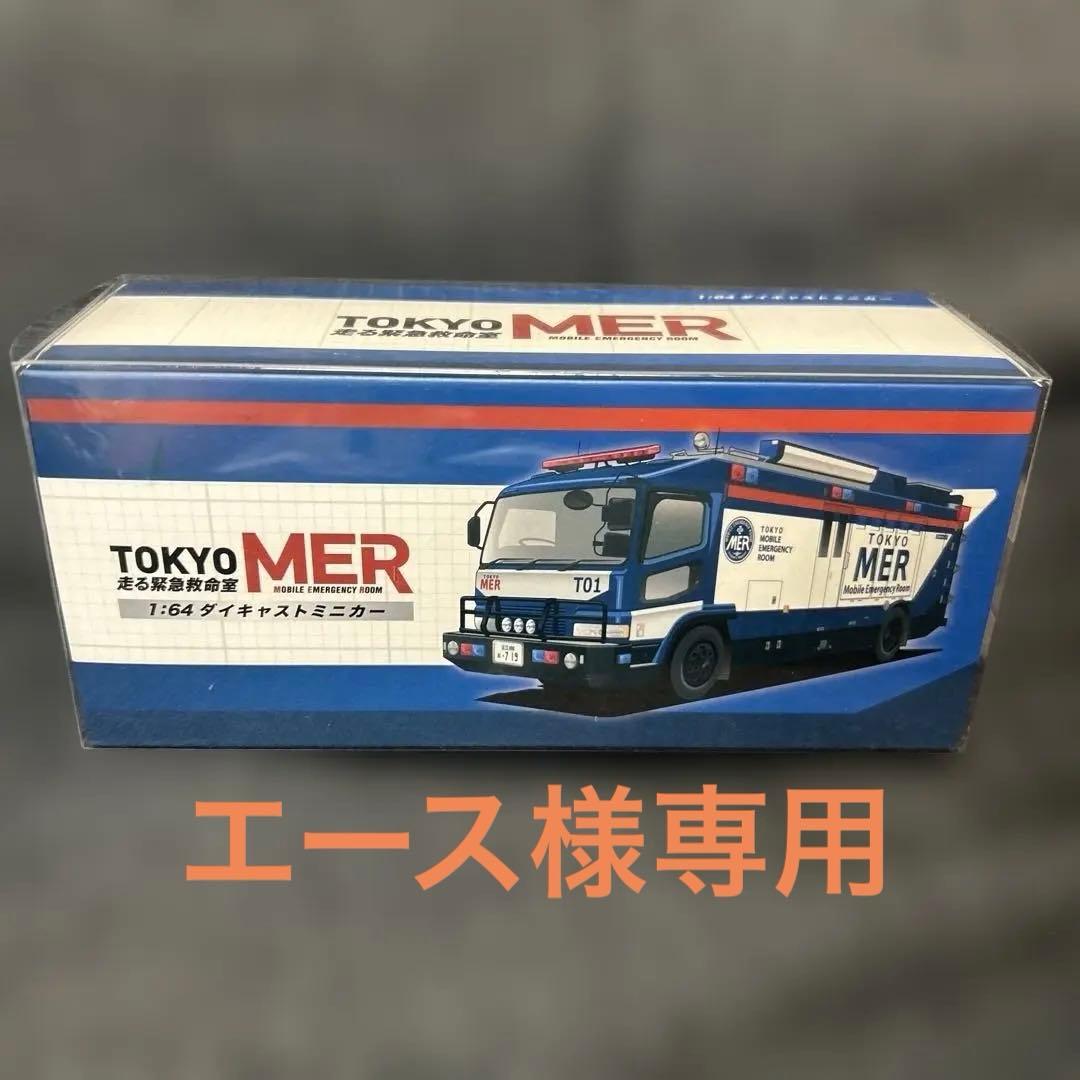 1:64 ダイキャストミニカー
TOKYO MER
走る緊急救命室 MOBILE EMERGENCY ROOM
TOKYO MER
走る緊急救命室 MOBILE EMERGENCY ROOM
1:64 ダイキャストミニカー
TOKYO
MER
T01
・719
MER
TOKYO
MOBILE
EMERGENCY
ROOM
TOKYO
MER
Mobile Emergency Room
エース様専用